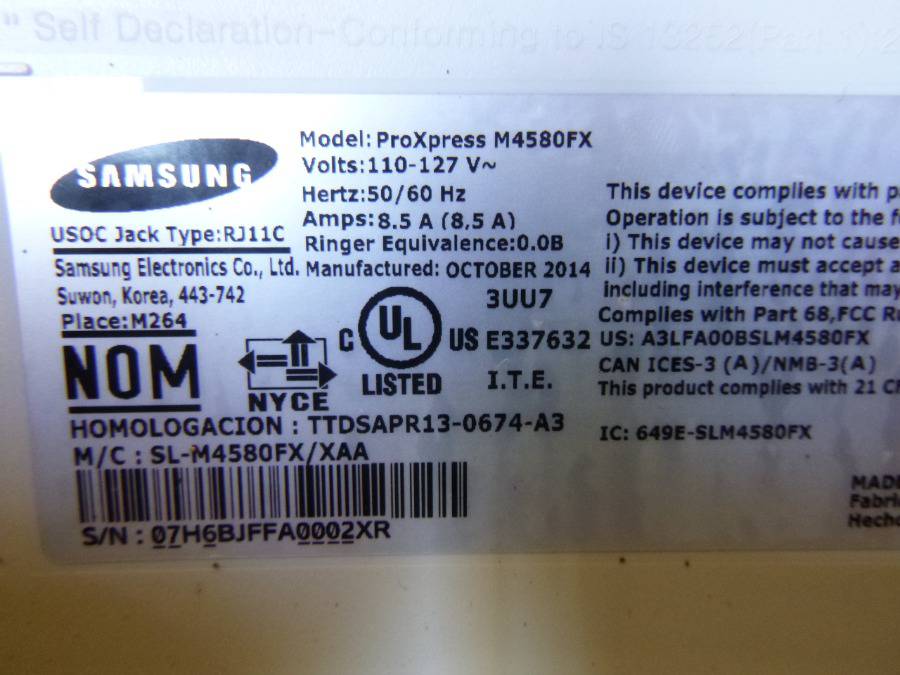 " Self Declaration-Conforming to IS 13252(Part 1):2
SAMSUNG
USOC Jack Type:RJ11C
Samsung Electronics Co., Ltd.
Suwon, Korea, 443-742
Place:M264
Model: ProXpress M4580FX
Volts:110-127 V~
Hertz:50/60 Hz
Amps:8.5 A (8,5 A)
Ringer Equivalence:0.0B
Manufactured: OCTOBER 2014
3UU7
C UL US E337632
LISTED I.T.E.
NOM
NYCE
HOMOLOGACION : TTDSAPR13-0674-A3
M/C : SL-M4580FX/XAA
S/N : 07H6BJFFA0002XR
This device complies with
Operation is subject to the
i) This device may not cause
ii) This device must accept
including interference that may
Complies with Part 68,FCC
US: A3LFA00BSLM4580FX
CAN ICES-3 (A)/NMB-3(A)
This product complies with 21
IC: 649E-SLM4580FX
MADE